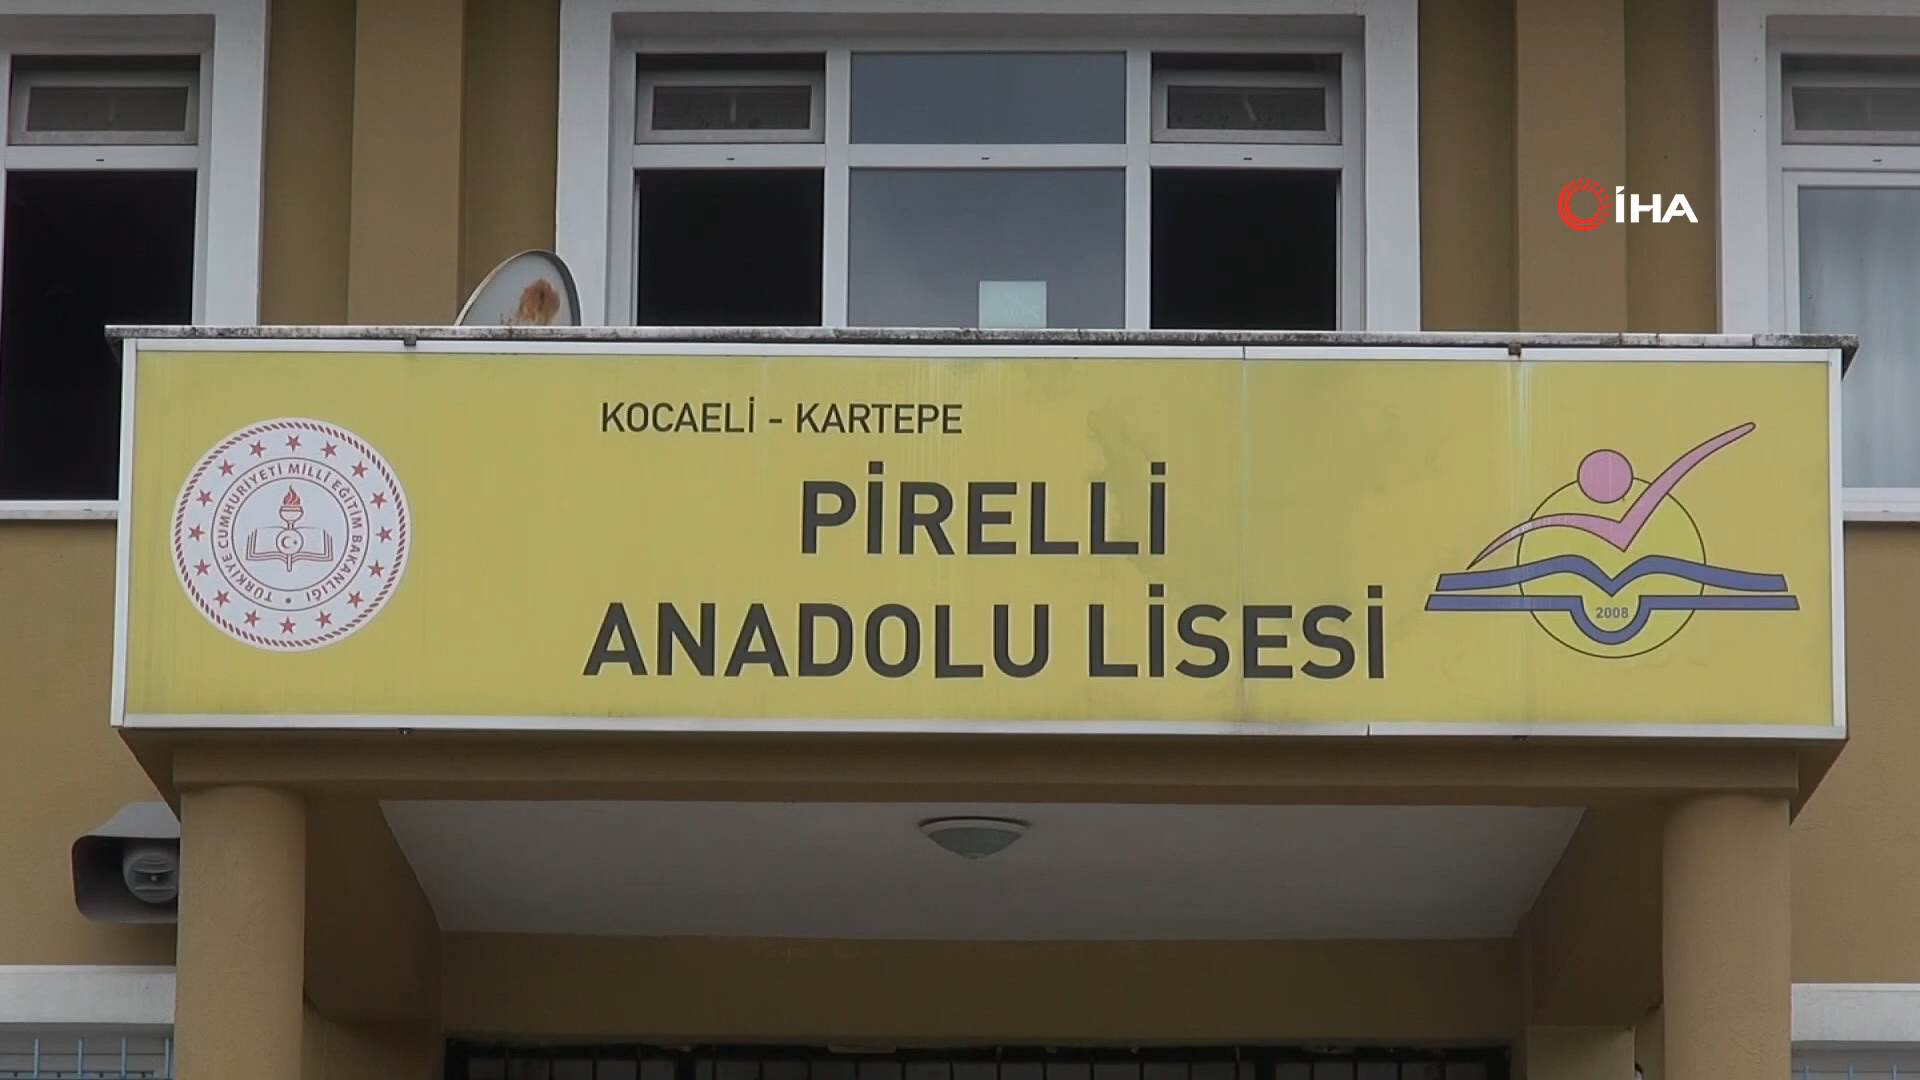 İHA
KOCAELİ - KARTEPE
PİRELLİ
ANADOLU LİSESİ
TÜRKİYE CUMHURİYETİ MİLLİ EĞİTİM BAKANLIĞI
2008